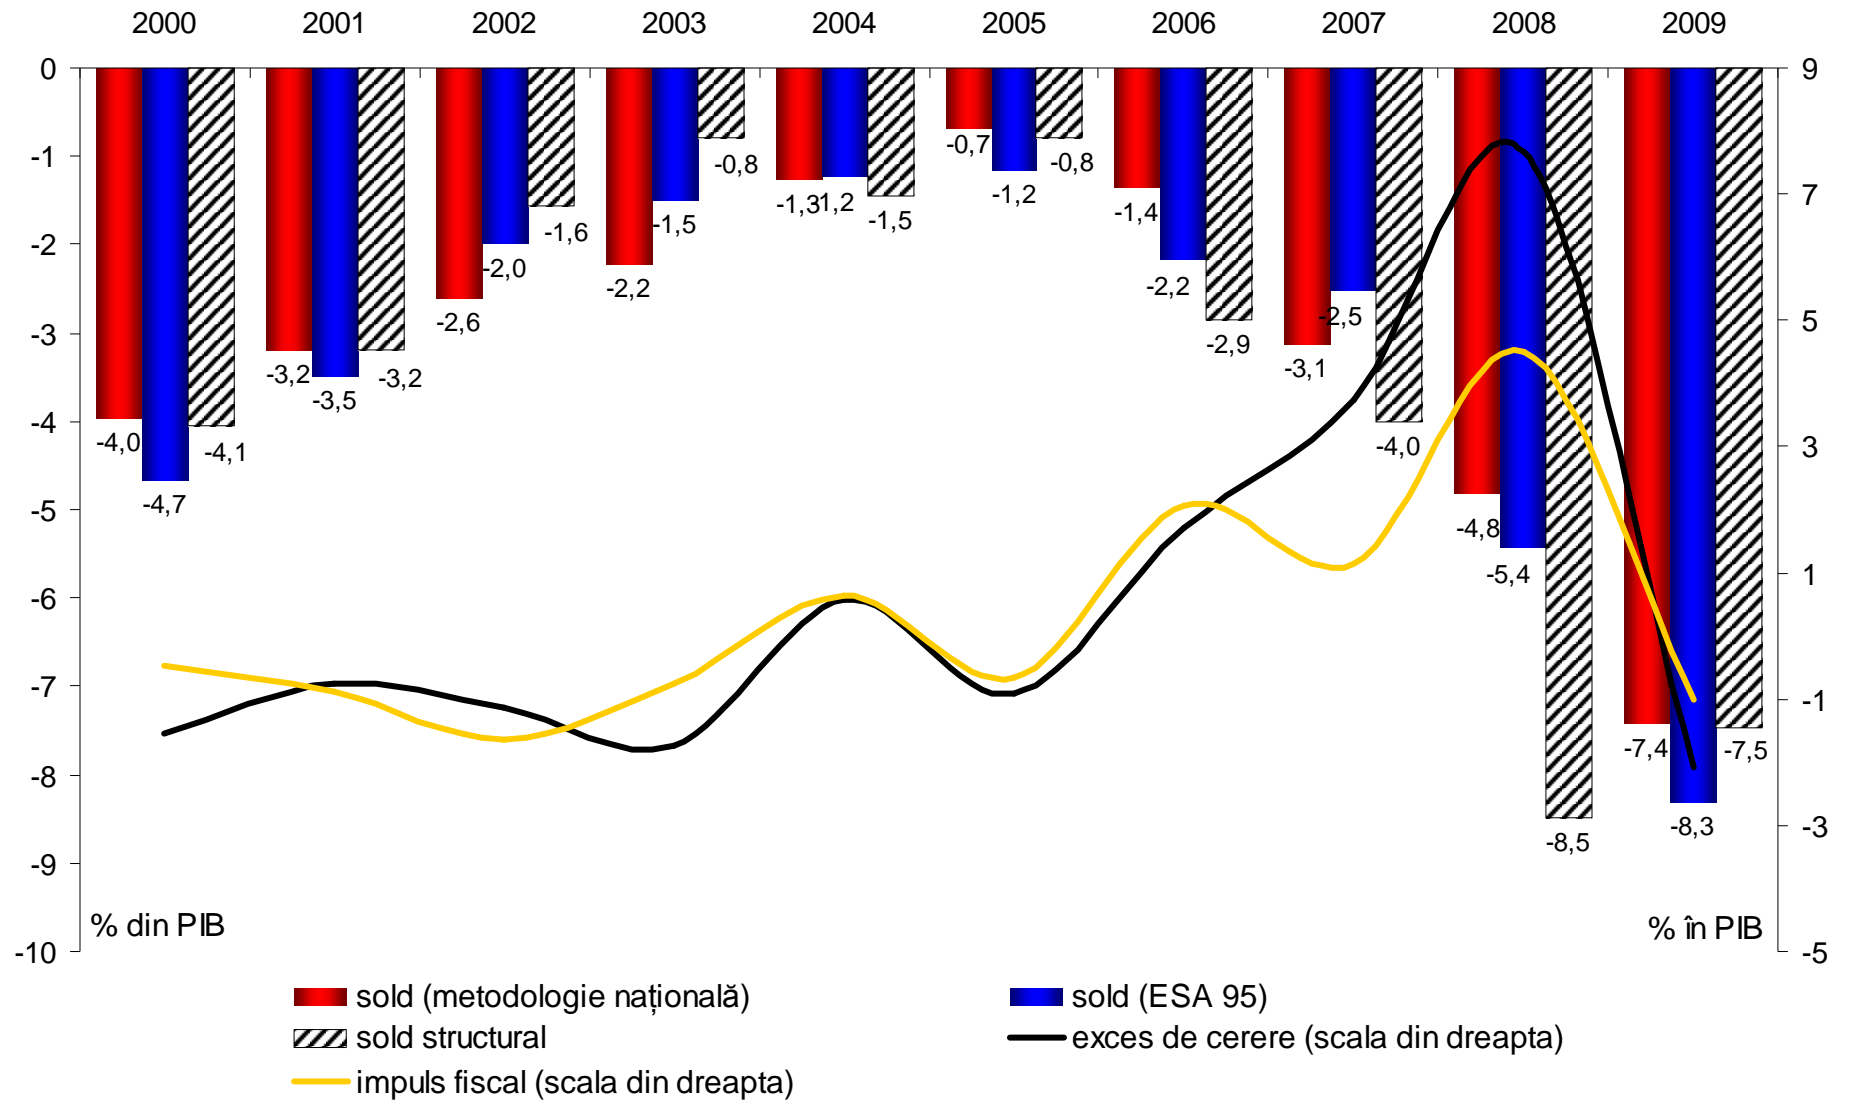 2000 2001 2002 2003 2004 2005 2006 2007 2008 2009
0 9
-0,7
-1 -0,8 -0,8
-1,3 -1,2 -1,5 -1,2 -1,4 7
-1,6 -1,5
-2
-2,0 -2,2 -2,2
-2,6 -2,5 5
-3 -2,9
-3,2 -3,5 -3,2 -3,1
-4
-4,0 -4,1 -4,0 3
-4,7
-5 -4,8
-5,4
-6 1
-7 -1
-7,4 -7,5
-8
-8,5 -8,3 -3
-9
% din PIB % în PIB
-10 -5
sold (metodologie națională) sold (ESA 95)
sold structural exces de cerere (scala din dreapta)
impuls fiscal (scala din dreapta)